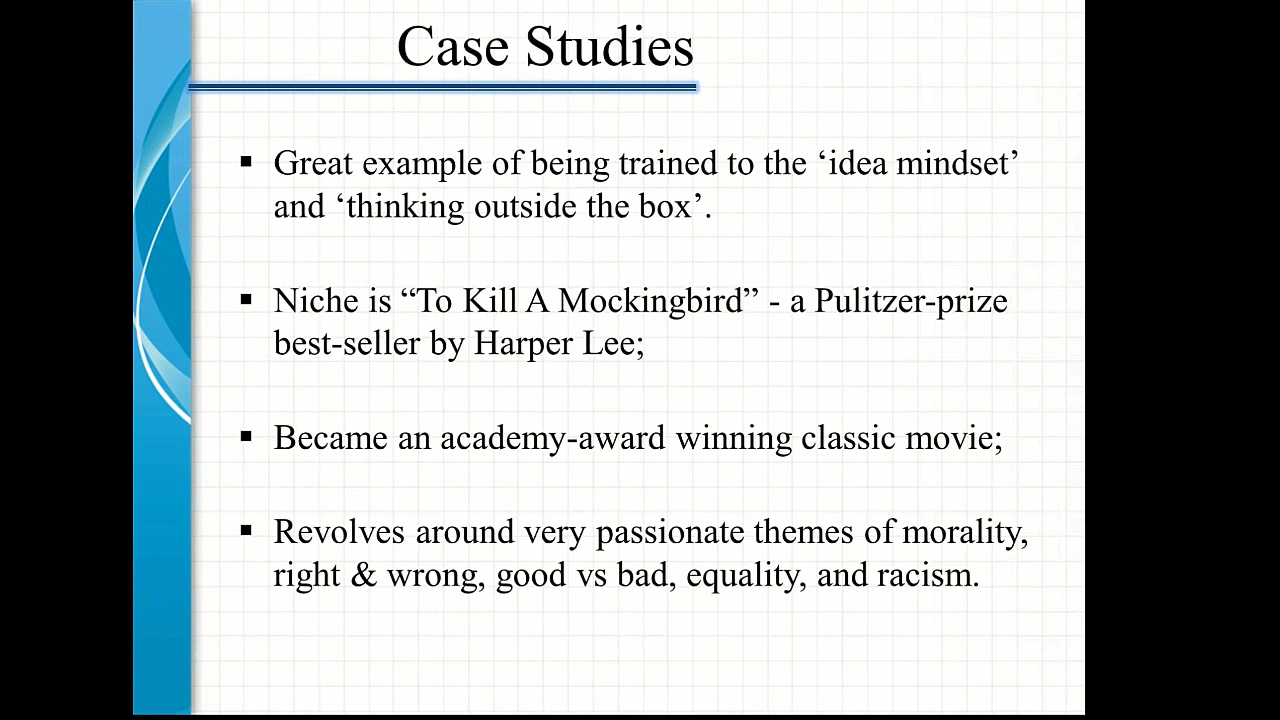 Case Studies
▪ Great example of being trained to the ‘idea mindset’
and ‘thinking outside the box’.
▪ Niche is “To Kill A Mockingbird” - a Pulitzer-prize
best-seller by Harper Lee;
▪ Became an academy-award winning classic movie;
▪ Revolves around very passionate themes of morality,
right & wrong, good vs bad, equality, and racism.